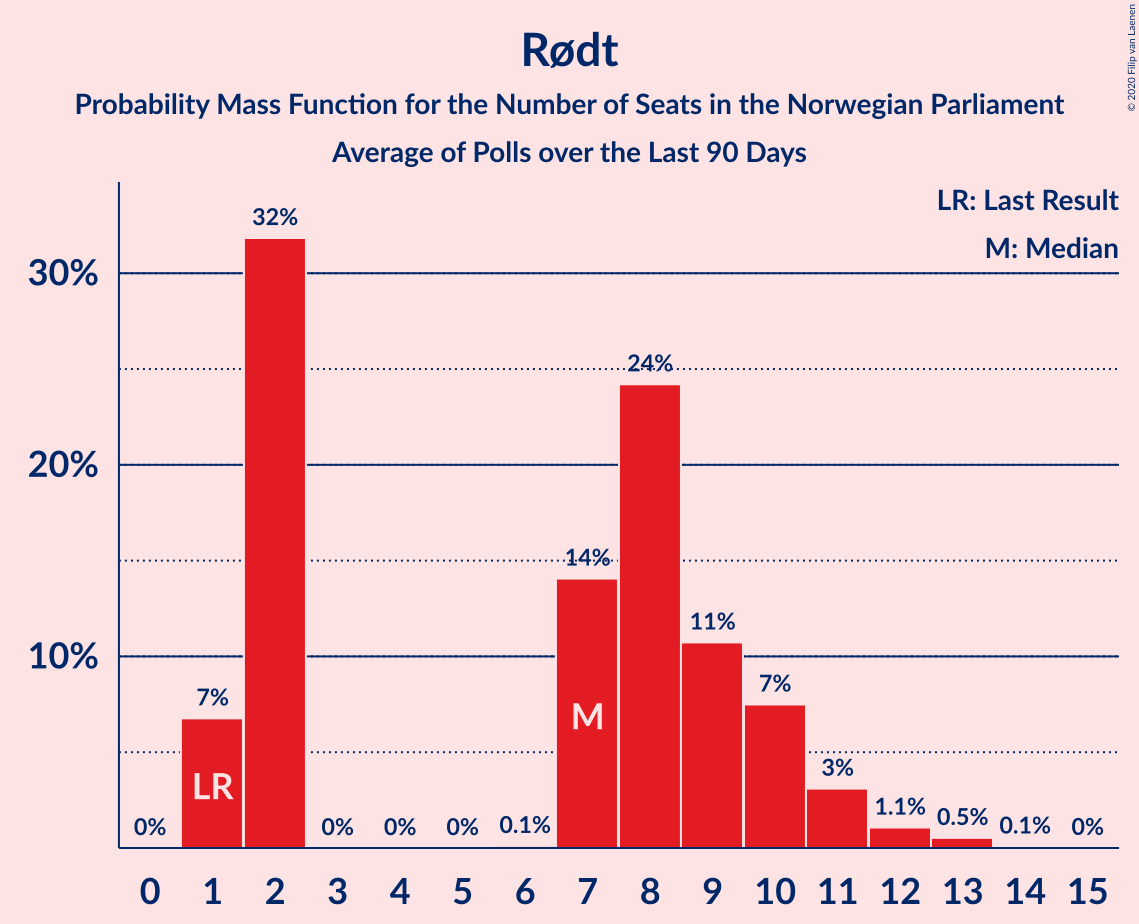 © 2020 Filip van Laenen
Rødt
Probability Mass Function for the Number of Seats in the Norwegian Parliament
Average of Polls over the Last 90 Days
LR: Last Result
M: Median
30%
20%
10%
0%
7%
32%
0%
0%
0%
0.1%
14%
24%
11%
7%
3%
1.1%
0.5%
0.1%
0%
LR
M
0 1 2 3 4 5 6 7 8 9 10 11 12 13 14 15